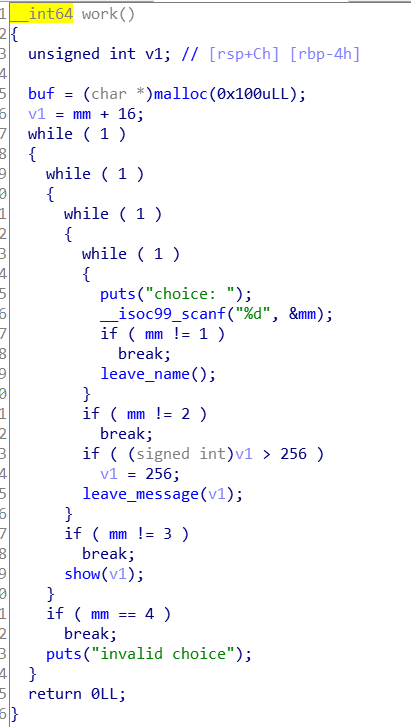 1 __int64 work()
2 {
3   unsigned int v1; // [rsp+Ch] [rbp-4h]
4
5   buf = (char *)malloc(0x100uLL);
6   v1 = mm + 16;
7   while ( 1 )
8   {
9     while ( 1 )
0     {
1       while ( 1 )
2       {
3         while ( 1 )
4         {
5           puts("choice: ");
6           __isoc99_scanf("%d", &mm);
7           if ( mm != 1 )
8             break;
9           leave_name();
0         }
1         if ( mm != 2 )
2           break;
3         if ( (signed int)v1 > 256 )
4           v1 = 256;
5         leave_message(v1);
6       }
7       if ( mm != 3 )
8         break;
9       show(v1);
0     }
1     if ( mm == 4 )
2       break;
3     puts("invalid choice");
4   }
5   return 0LL;
6 }